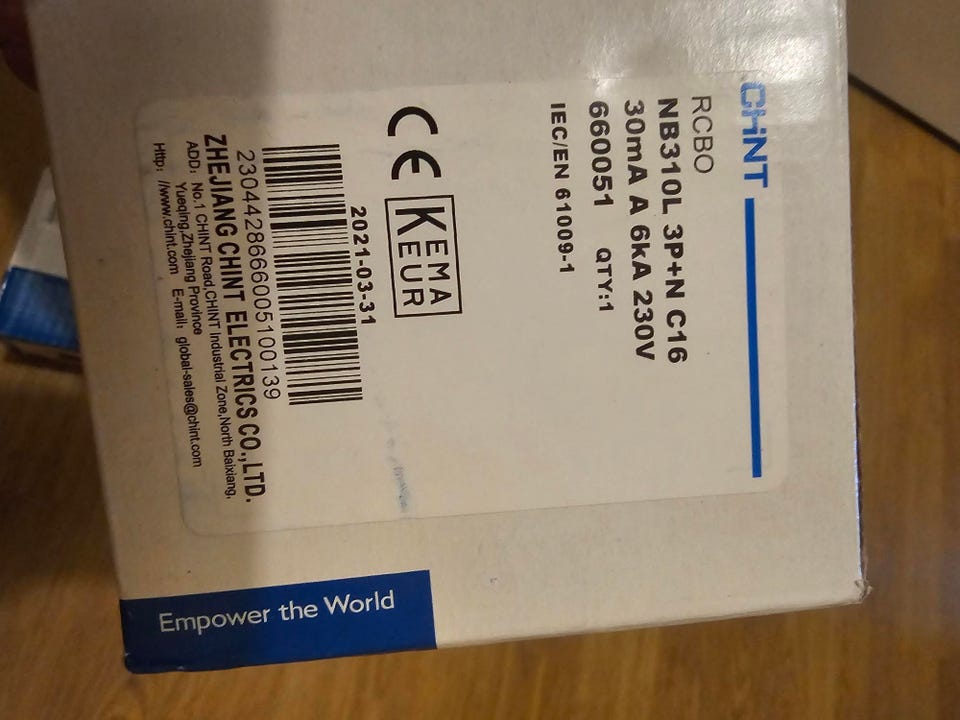 CHINT
RCBO
NB310L 3P+N C16
30mA A 6kA 230V
660051 QTY:1
IEC/EN 61009-1
CE
KEMA
KEUR
2021-03-31
2304428666005100139
ZHEJIANG CHINT ELECTRICS CO.,LTD.
ADD: No.1 CHINT Road,CHINT Industrial Zone,North Baixiang,
Yueqing,Zhejiang Province
Http: //www.chint.com E-mail: global-sales@chint.com
Empower the World